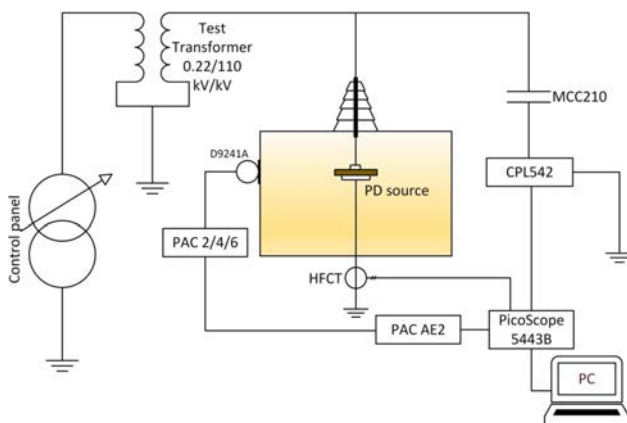 Test
Transformer
0.22/110
kV/kV
MCC210
D9241A
CPL542
PD source
Control panel
PAC 2/4/6
HFCT
PAC AE2
PicoScope
5443B
PC